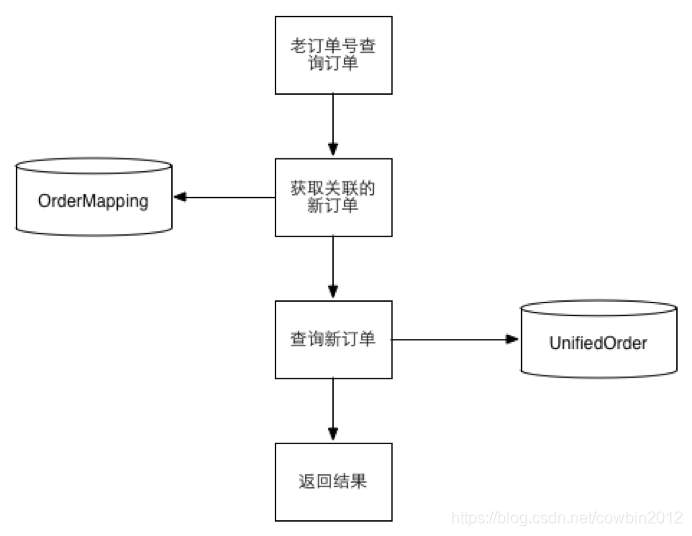 老订单号查
询订单
获取关联的
新订单
OrderMapping
查询新订单
UnifiedOrder
返回结果
https://blog.csdn.net/cowbin2012